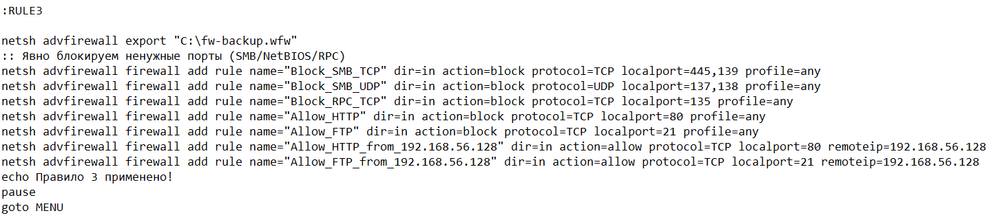 :RULE3
netsh advfirewall export "C:\fw-backup.wfw"
:: Явно блокируем ненужные порты (SMB/NetBIOS/RPC)
netsh advfirewall firewall add rule name="Block_SMB_TCP" dir=in action=block protocol=TCP localport=445,139 profile=any
netsh advfirewall firewall add rule name="Block_SMB_UDP" dir=in action=block protocol=UDP localport=137,138 profile=any
netsh advfirewall firewall add rule name="Block_RPC_TCP" dir=in action=block protocol=TCP localport=135 profile=any
netsh advfirewall firewall add rule name="Allow_HTTP" dir=in action=block protocol=TCP localport=80 profile=any
netsh advfirewall firewall add rule name="Allow_FTP" dir=in action=block protocol=TCP localport=21 profile=any
netsh advfirewall firewall add rule name="Allow_HTTP_from_192.168.56.128" dir=in action=allow protocol=TCP localport=80 remoteip=192.168.56.128
netsh advfirewall firewall add rule name="Allow_FTP_from_192.168.56.128" dir=in action=allow protocol=TCP localport=21 remoteip=192.168.56.128
echo Правило 3 применено!
pause
goto MENU